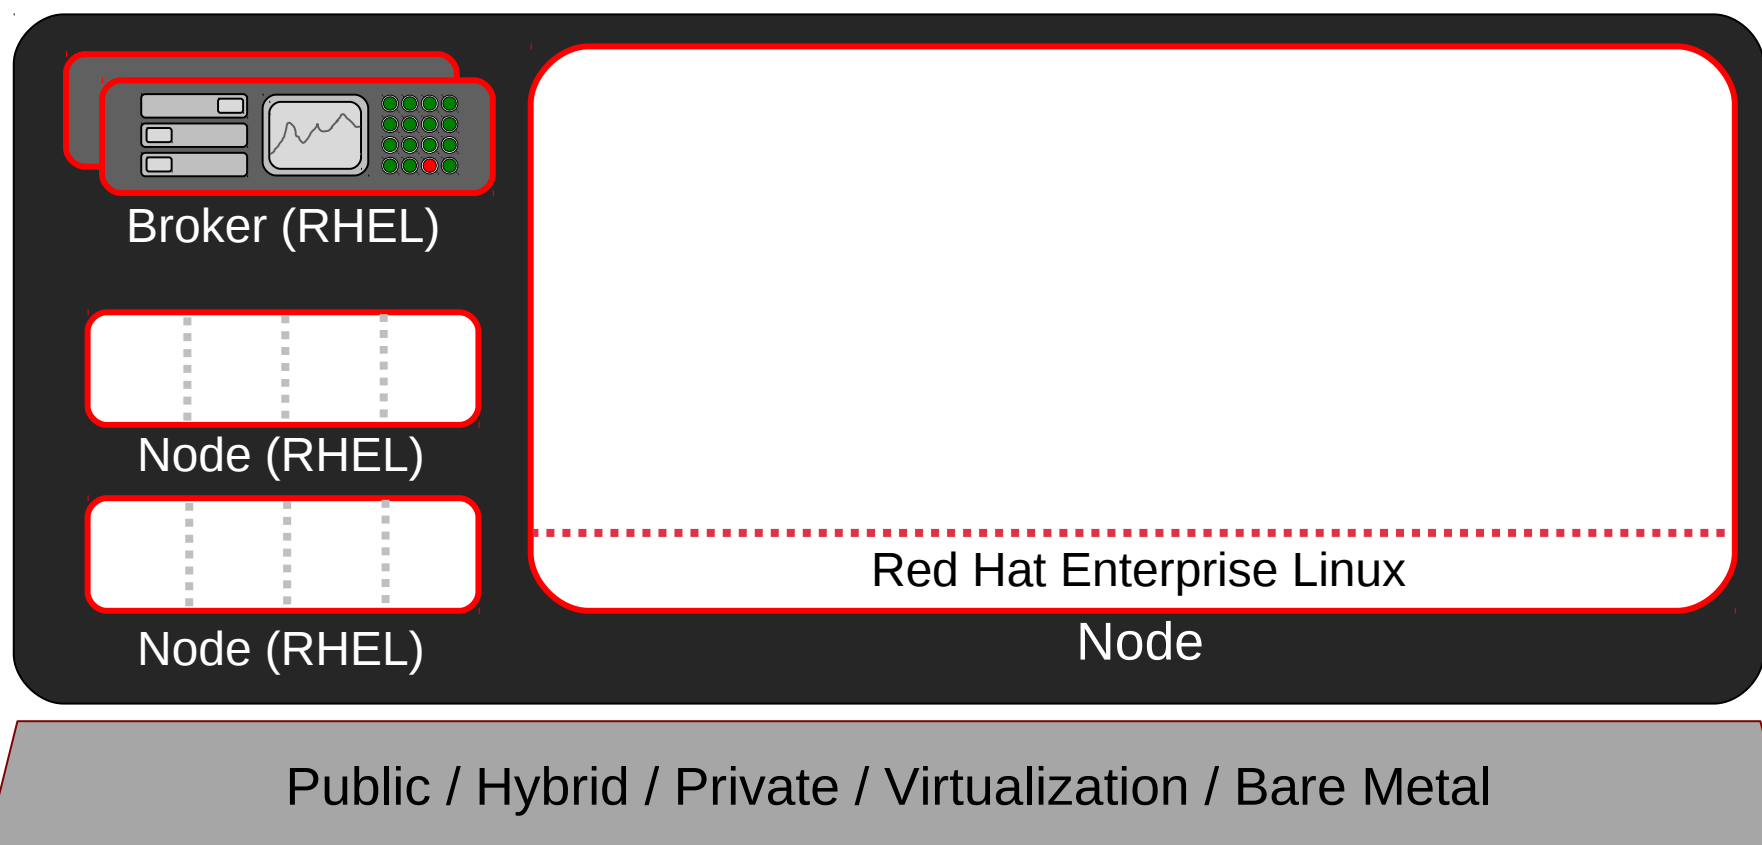 Broker (RHEL)
Node (RHEL)
Node (RHEL)
Red Hat Enterprise Linux
Node
Public / Hybrid / Private / Virtualization / Bare Metal